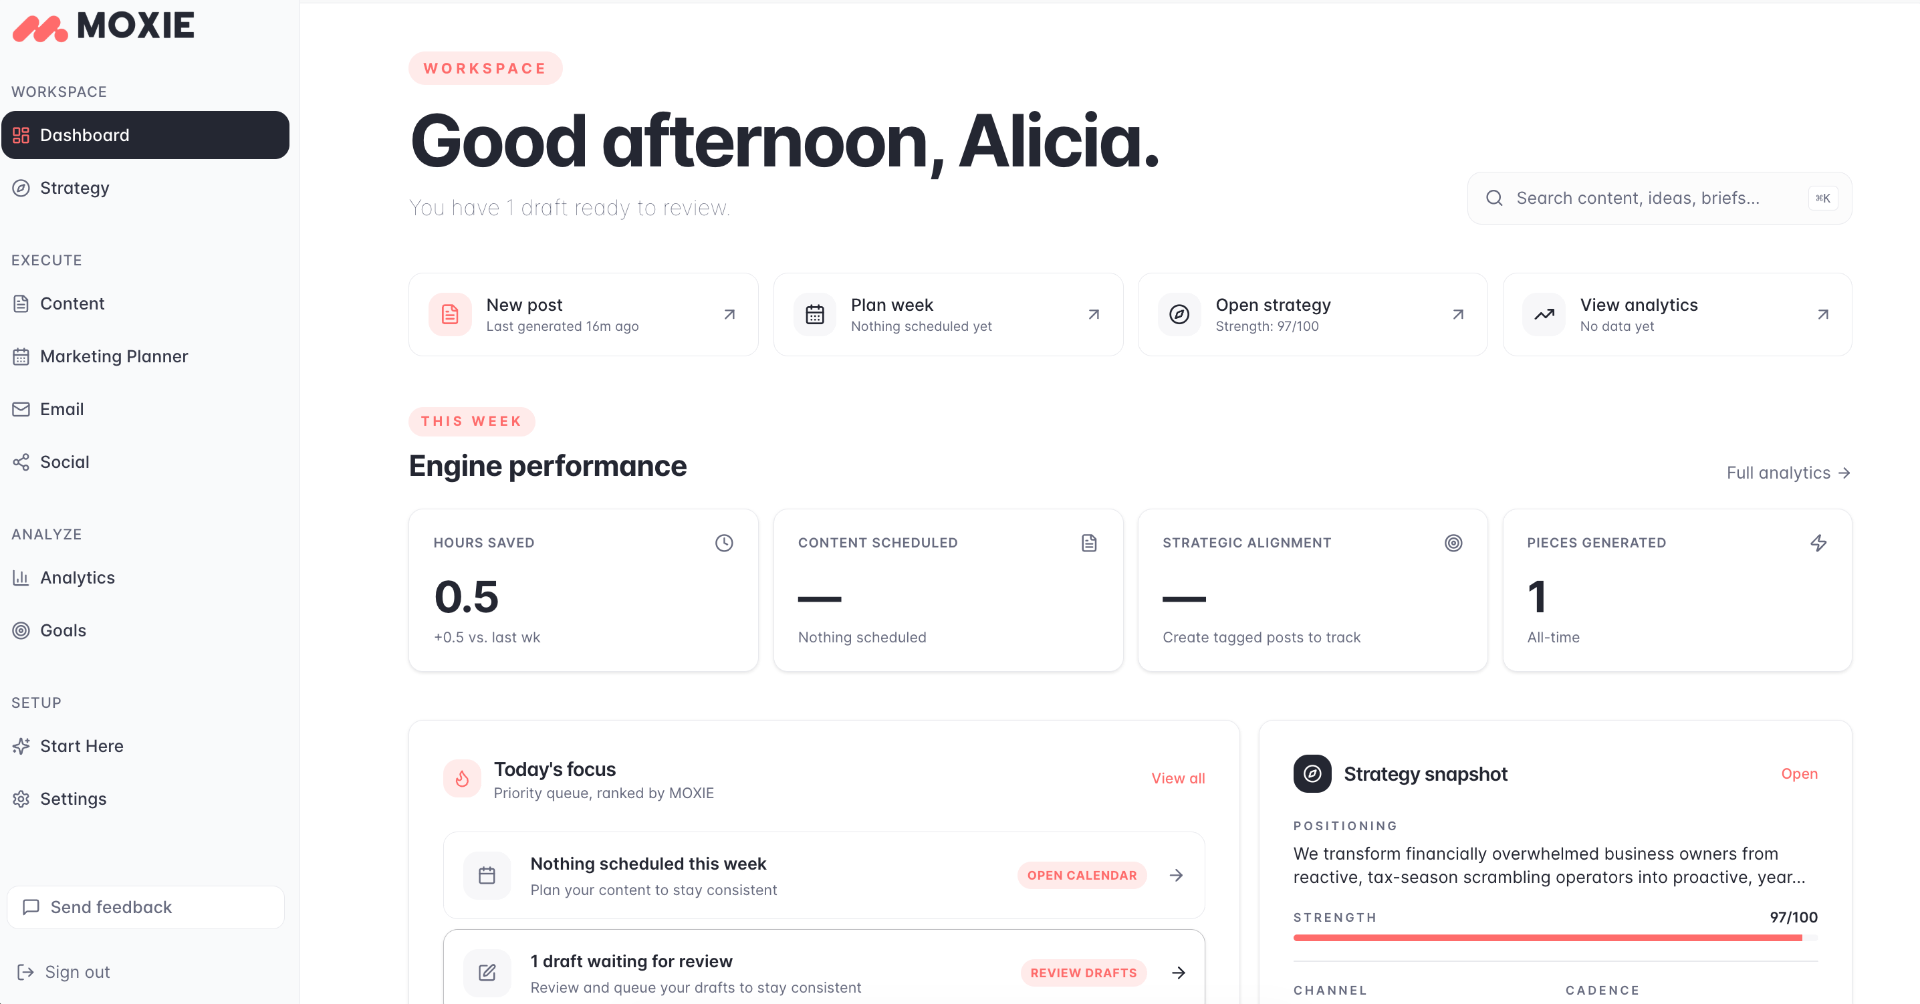 MOXIE
WORKSPACE
Dashboard
Strategy
EXECUTE
Content
Marketing Planner
Email
Social
ANALYZE
Analytics
Goals
SETUP
Start Here
Settings
Send feedback
Sign out
WORKSPACE
Good afternoon, Alicia.
You have 1 draft ready to review.
Search content, ideas, briefs...
⌘K
New post
Last generated 16m ago
Plan week
Nothing scheduled yet
Open strategy
Strength: 97/100
View analytics
No data yet
THIS WEEK
Engine performance
Full analytics →
HOURS SAVED
0.5
+0.5 vs. last wk
CONTENT SCHEDULED
—
Nothing scheduled
STRATEGIC ALIGNMENT
—
Create tagged posts to track
PIECES GENERATED
1
All-time
Today's focus
Priority queue, ranked by MOXIE
View all
Nothing scheduled this week
Plan your content to stay consistent
OPEN CALENDAR
1 draft waiting for review
Review and queue your drafts to stay consistent
REVIEW DRAFTS
Strategy snapshot
Open
POSITIONING
We transform financially overwhelmed business owners from
reactive, tax-season scrambling operators into proactive, year...
STRENGTH
97/100
CHANNEL
CADENCE